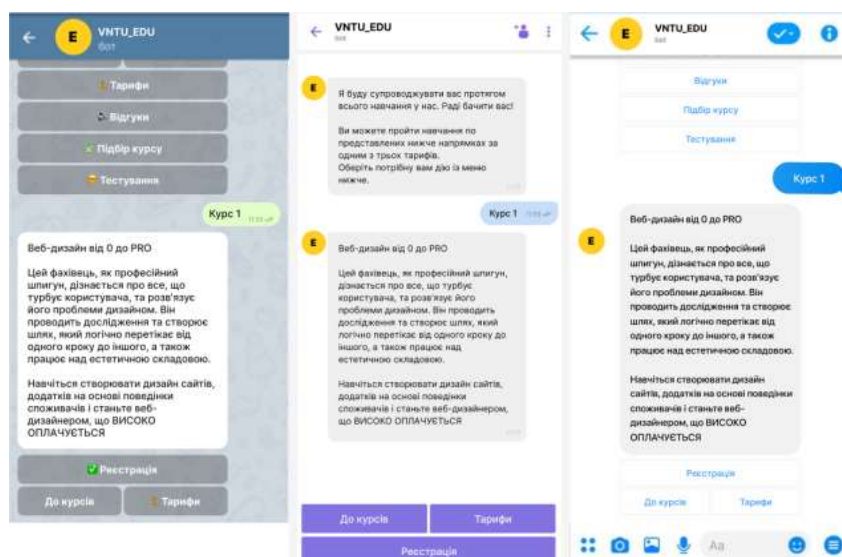 E
VNTU_EDU
бот
Тарифи
Відгуки
Підбір курсу
Тестування
Курс 1
Веб-дизайн від 0 до PRO
Цей фахівець, як професійний
шпигун, дізнається про все, що
турбує користувача, та розв'язує
його проблеми дизайном. Він
проводить дослідження та створює
шлях, який логічно перетікає від
одного кроку до іншого, а також
працює над естетичною складовою.
Навчіться створювати дизайн сайтів,
додатків на основі поведінки
споживачів і станьте веб-
дизайнером, що ВИСОКО
ОПЛАЧУЄТЬСЯ
Реєстрація
До курсів
Тарифи
VNTU_EDU
бот
E
Я буду супроводжувати вас протягом
всього навчання у нас. Раді бачити вас!
Ви можете пройти навчання по
представлених нижче напрямках за
одним з трьох тарифів.
Оберіть потрібну вам дію із меню
нижче.
Курс 1
E
Веб-дизайн від 0 до PRO
Цей фахівець, як професійний шпигун,
дізнається про все, що турбує
користувача, та розв'язує його
проблеми дизайном. Він проводить
дослідження та створює шлях, який
логічно перетікає від одного кроку до
іншого, а також працює над
естетичною складовою.
Навчіться створювати дизайн сайтів,
додатків на основі поведінки
споживачів і станьте веб-дизайнером,
що ВИСОКО ОПЛАЧУЄТЬСЯ
До курсів
Тарифи
Реєстрація
E
VNTU_EDU
бот
Відгуки
Підбір курсу
Тестування
Курс 1
E
Веб-дизайн від 0 до PRO
Цей фахівець, як професійний
шпигун, дізнається про все, що
турбує користувача, та розв'язує
його проблеми дизайном. Він
проводить дослідження та створює
шлях, який логічно перетікає від
одного кроку до іншого, а також
працює над естетичною складовою.
Навчіться створювати дизайн
сайтів, додатків на основі поведінки
споживачів і станьте веб-
дизайнером, що ВИСОКО
ОПЛАЧУЄТЬСЯ
Реєстрація
До курсів
Тарифи
Aa